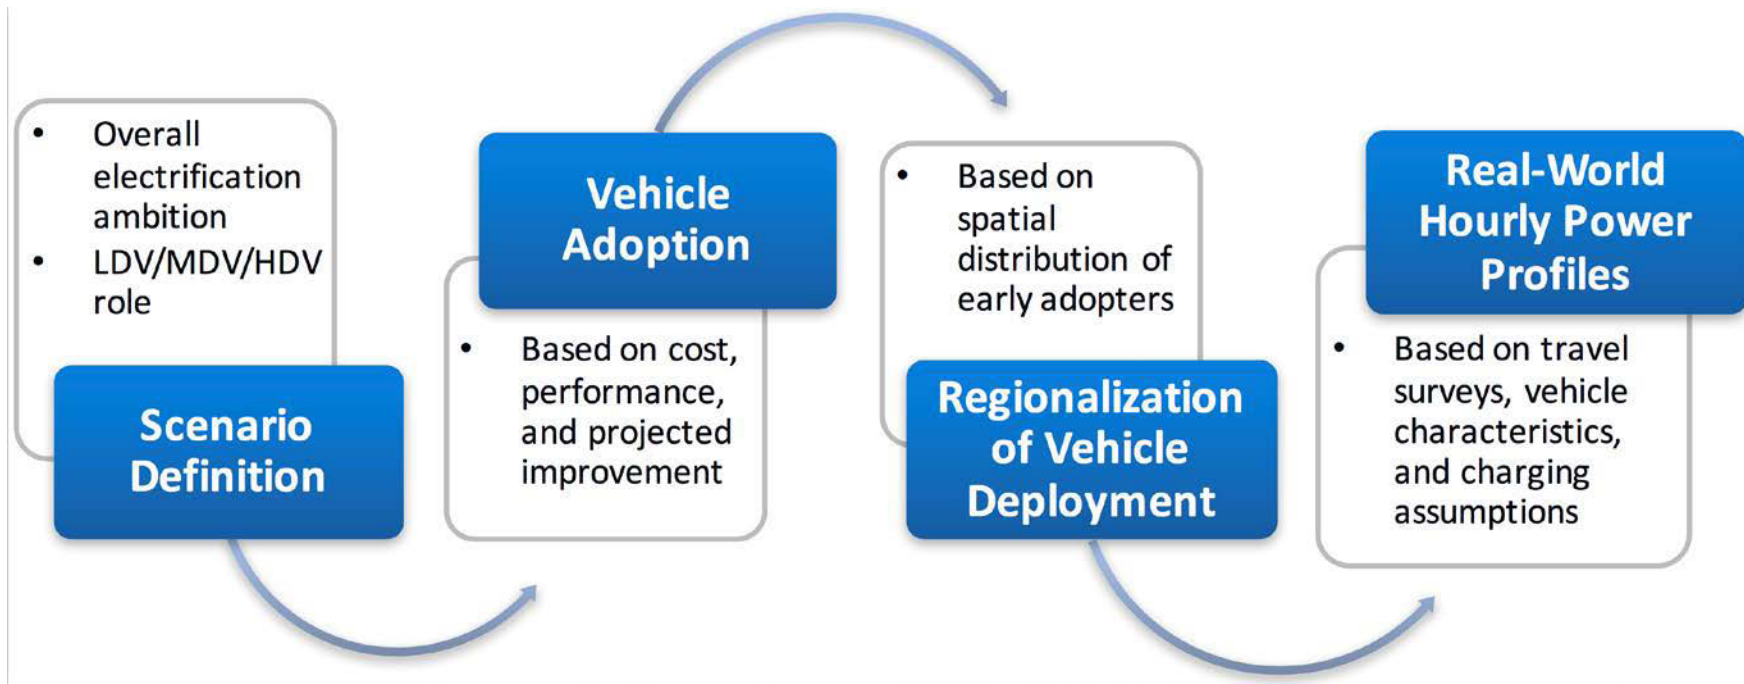 • Overall
electrification
ambition
• LDV/MDV/HDV
role
Scenario
Definition
Vehicle
Adoption
• Based on cost,
performance,
and projected
improvement
• Based on
spatial
distribution of
early adopters
Regionalization
of Vehicle
Deployment
Real-World
Hourly Power
Profiles
• Based on travel
surveys, vehicle
characteristics,
and charging
assumptions